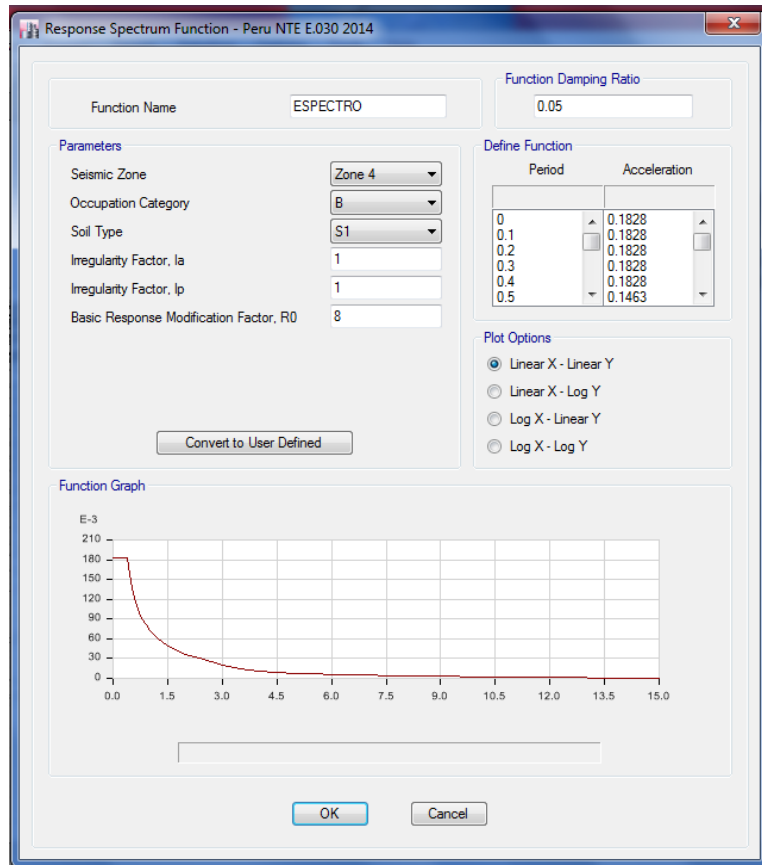 Response Spectrum Function - Peru NTE E.030 2014
Function Name
ESPECTRO
Function Damping Ratio
0.05
Parameters
Seismic Zone
Zone 4
Occupation Category
B
Soil Type
S1
Irregularity Factor, Ia
1
Irregularity Factor, Ip
1
Basic Response Modification Factor, R0
8
Convert to User Defined
Define Function
Period Acceleration
0 0.1828
0.1 0.1828
0.2 0.1828
0.3 0.1828
0.4 0.1828
0.5 0.1463
Plot Options
Linear X - Linear Y
Linear X - Log Y
Log X - Linear Y
Log X - Log Y
Function Graph
E-3
210
180
150
120
90
60
30
0
0.0 1.5 3.0 4.5 6.0 7.5 9.0 10.5 12.0 13.5 15.0
OK Cancel